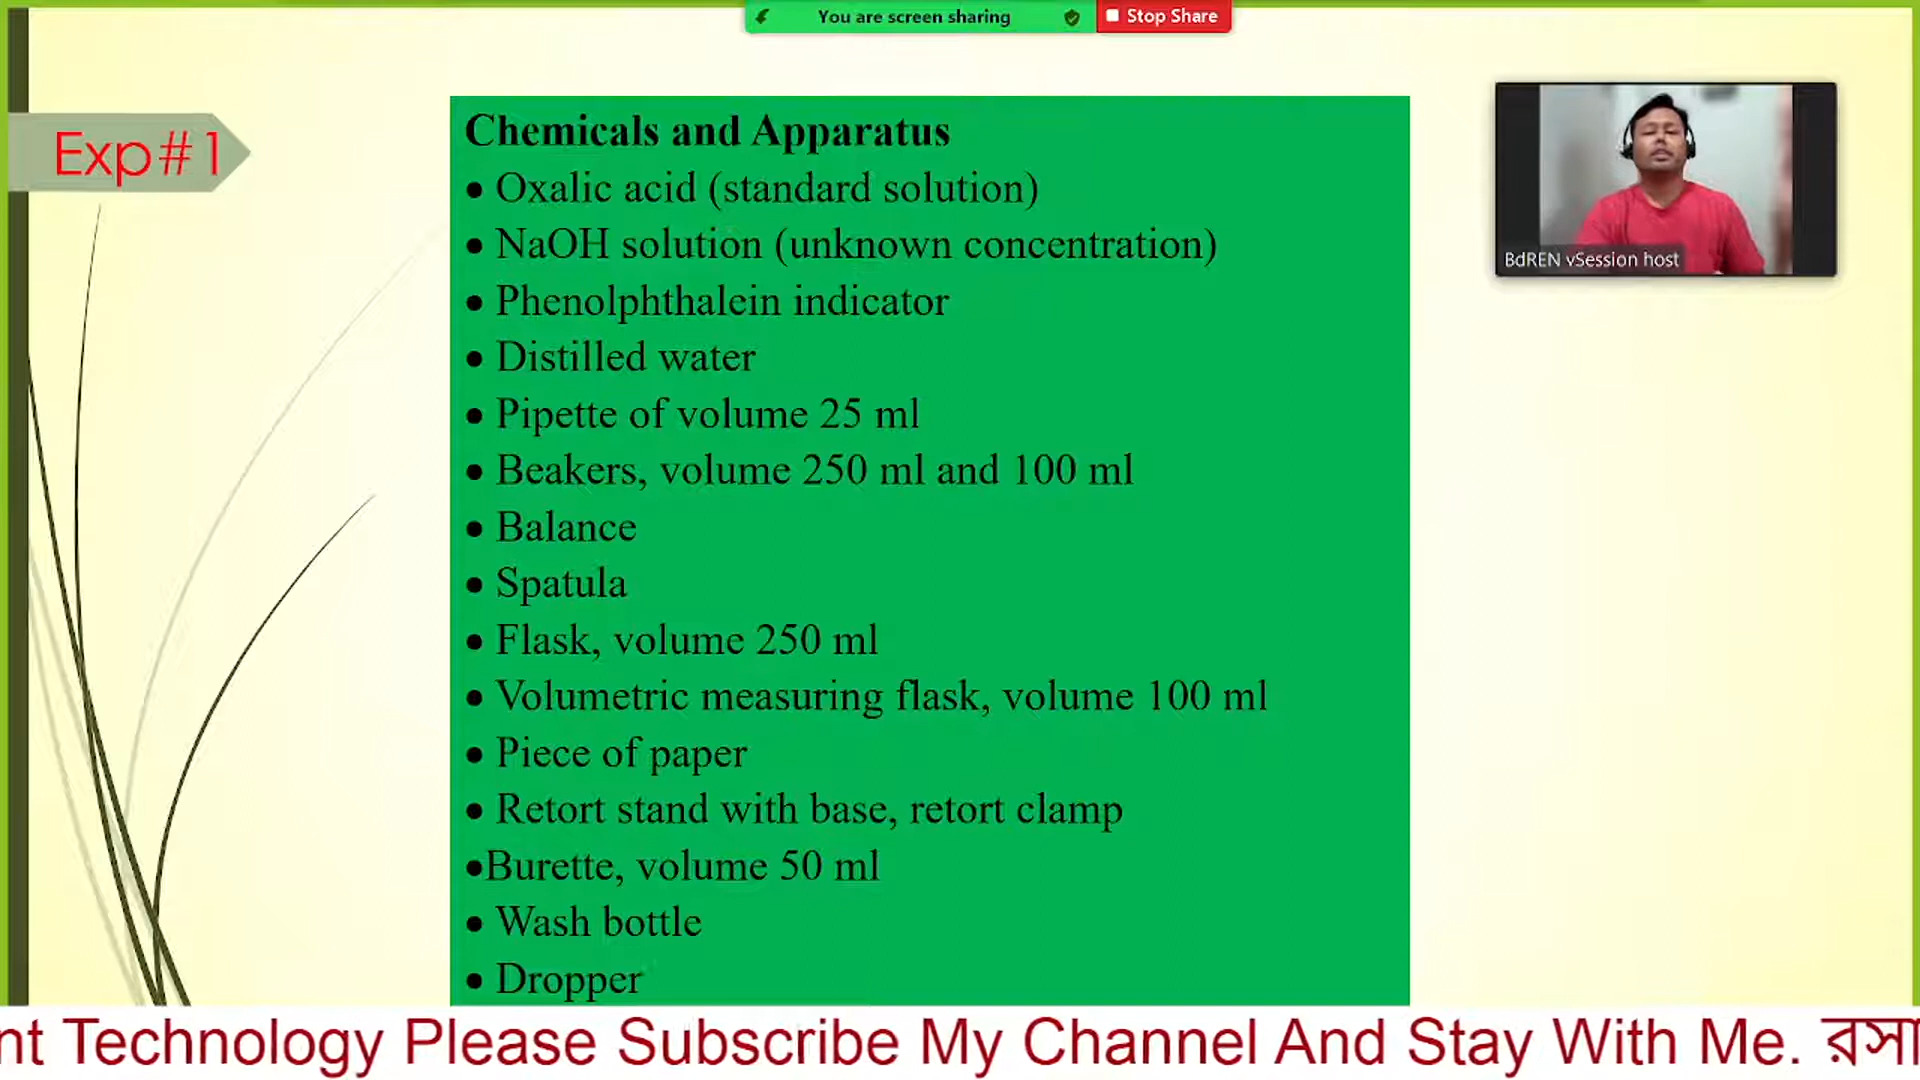 You are screen sharing
Stop Share
Exp#1
Chemicals and Apparatus
• Oxalic acid (standard solution)
• NaOH solution (unknown concentration)
• Phenolphthalein indicator
• Distilled water
• Pipette of volume 25 ml
• Beakers, volume 250 ml and 100 ml
• Balance
• Spatula
• Flask, volume 250 ml
• Volumetric measuring flask, volume 100 ml
• Piece of paper
• Retort stand with base, retort clamp
•Burette, volume 50 ml
• Wash bottle
• Dropper
BdREN vSession host
nt Technology Please Subscribe My Channel And Stay With Me. রসা